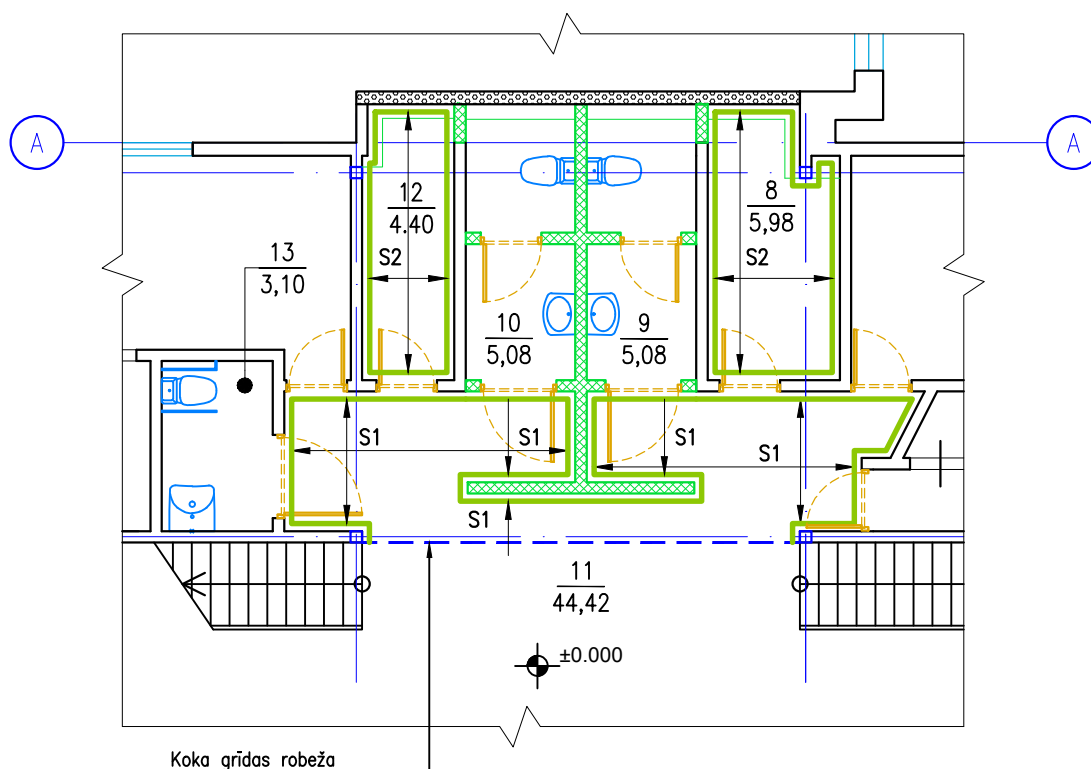 A
A
12
4.40
8
5,98
S2
S2
13
3,10
10
5,08
9
5,08
S1
S1
S1
S1
S1
11
44,42
±0.000
Koka grīdas robeža